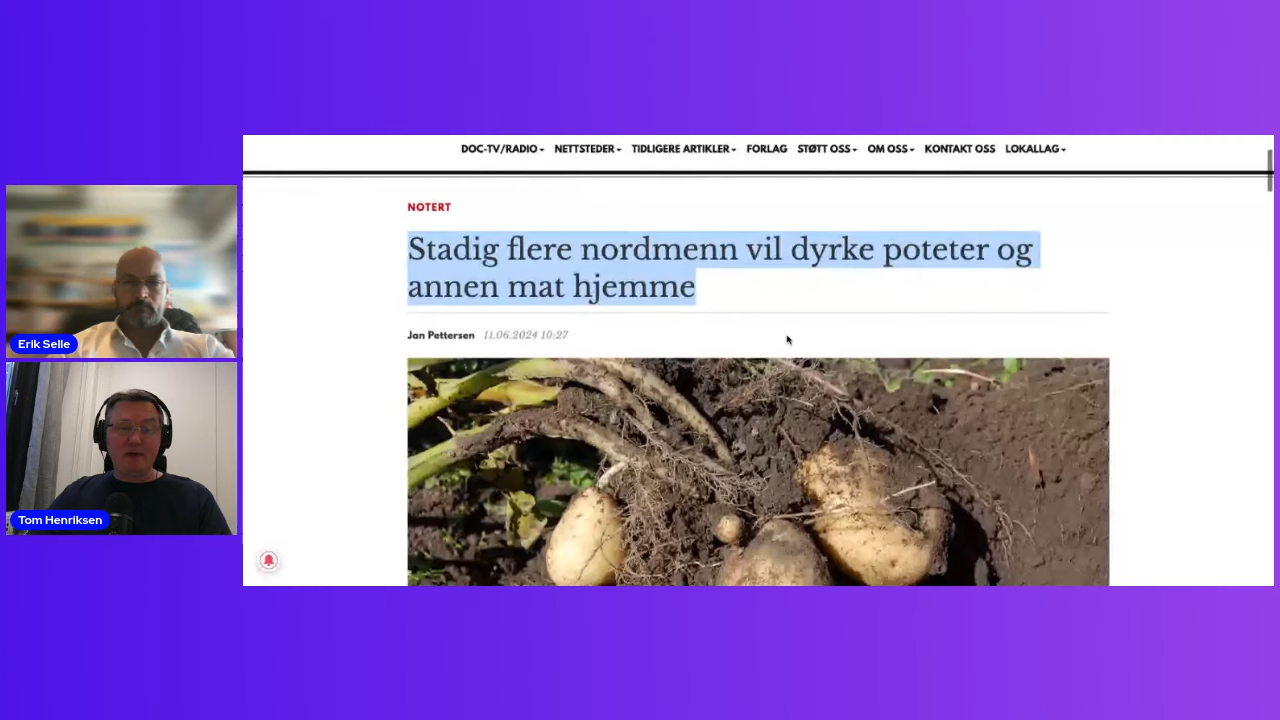 DOC-TV/RADIO NETTSTEDER TIDLIGERE ARTIKLER FORLAG STØTT OSS OM OSS KONTAKT OSS LOKALLAG
NOTERT
Stadig flere nordmenn vil dyrke poteter og
annen mat hjemme
Jan Pettersen 11.06.2024 10:27
Erik Selle
Tom Henriksen